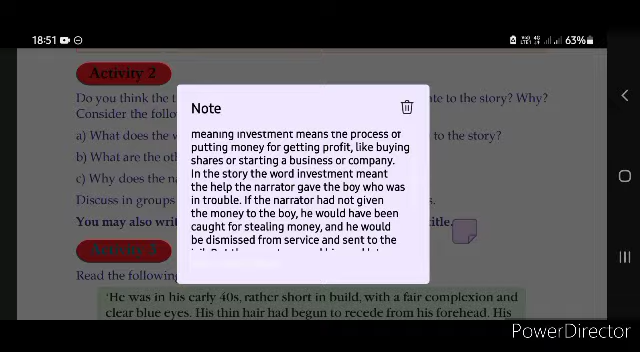 18:51
63%
Activity 2
Do you think the t
te to the story? Why?
Consider the follo
a) What does the v
to the story?
b) What are the oth
c) Why does the na
Discuss in groups
s.
You may also writ
title.
Activity 3
Read the following
'He was in his early 40s, rather short in build, with a fair complexion and
clear blue eyes. His thin hair had begun to recede from his forehead. His
Note
meaning investment means the process of
putting money for getting profit, like buying
shares or starting a business or company.
In the story the word investment meant
the help the narrator gave the boy who was
in trouble. If the narrator had not given
the money to the boy, he would have been
caught for stealing money, and he would
be dismissed from service and sent to the
PowerDirector